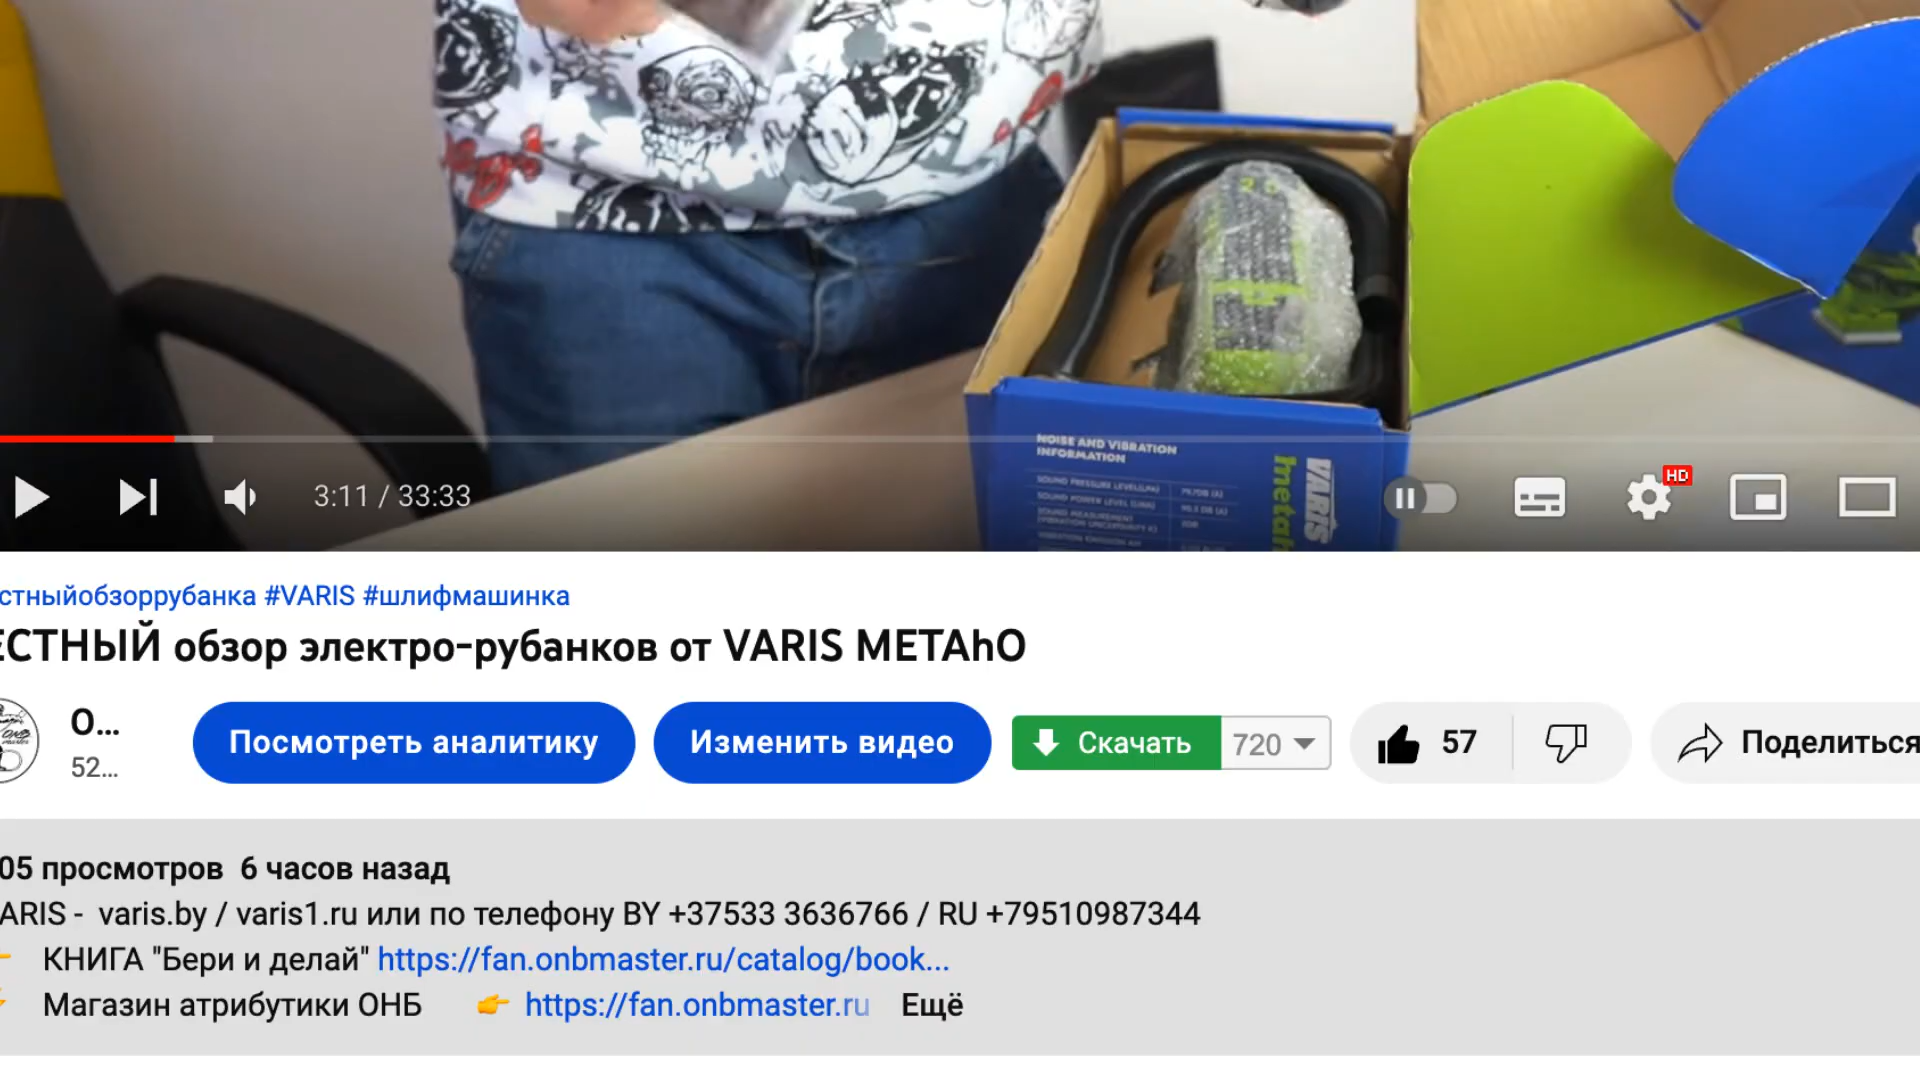 NOISE AND VIBRATION
INFORMATION
VARIS
3:11 / 33:33
HD
стныйобзоррубанка #VARIS #шлифмашинка
ЕСТНЫЙ обзор электро-рубанков от VARIS METAhO
О...
52...
Посмотреть аналитику
Изменить видео
Скачать
720
57
Поделиться
05 просмотров 6 часов назад
ARIS - varis.by / varis1.ru или по телефону BY +37533 3636766 / RU +79510987344
КНИГА "Бери и делай" https://fan.onbmaster.ru/catalog/book...
Магазин атрибутики ОНБ 👉 https://fan.onbmaster.ru Ещё